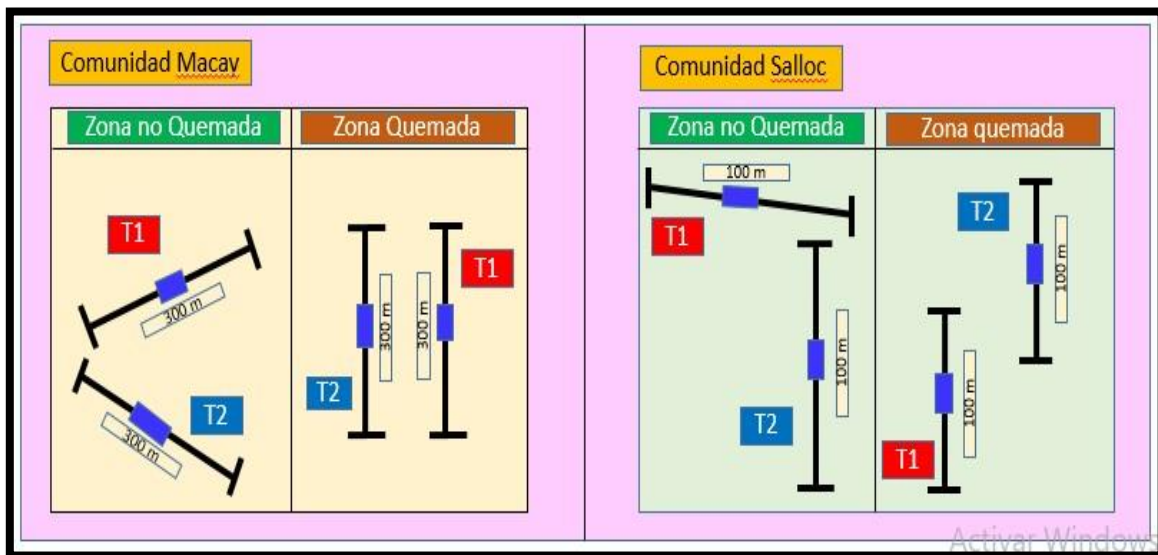 Comunidad Macay
Zona no Quemada
Zona Quemada
T1
300 m
T2
300 m
T1
300 m
300 m
T2
Comunidad Salloc
Zona no Quemada
Zona quemada
100 m
T1
100 m
T2
T2
100 m
100 m
T1
Activar Windows